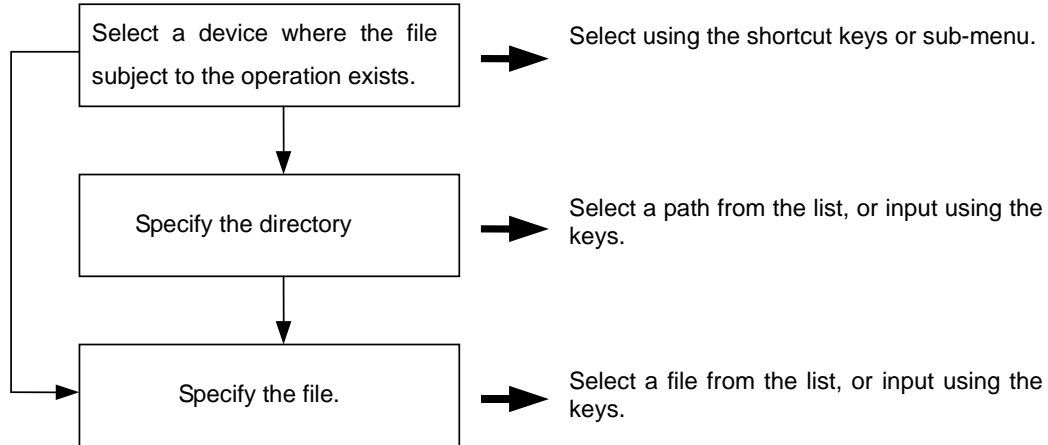 Select a device where the file
subject to the operation exists.
Select using the shortcut keys or sub-menu.
Specify the directory
Select a path from the list, or input using the
keys.
Specify the file.
Select a file from the list, or input using the
keys.